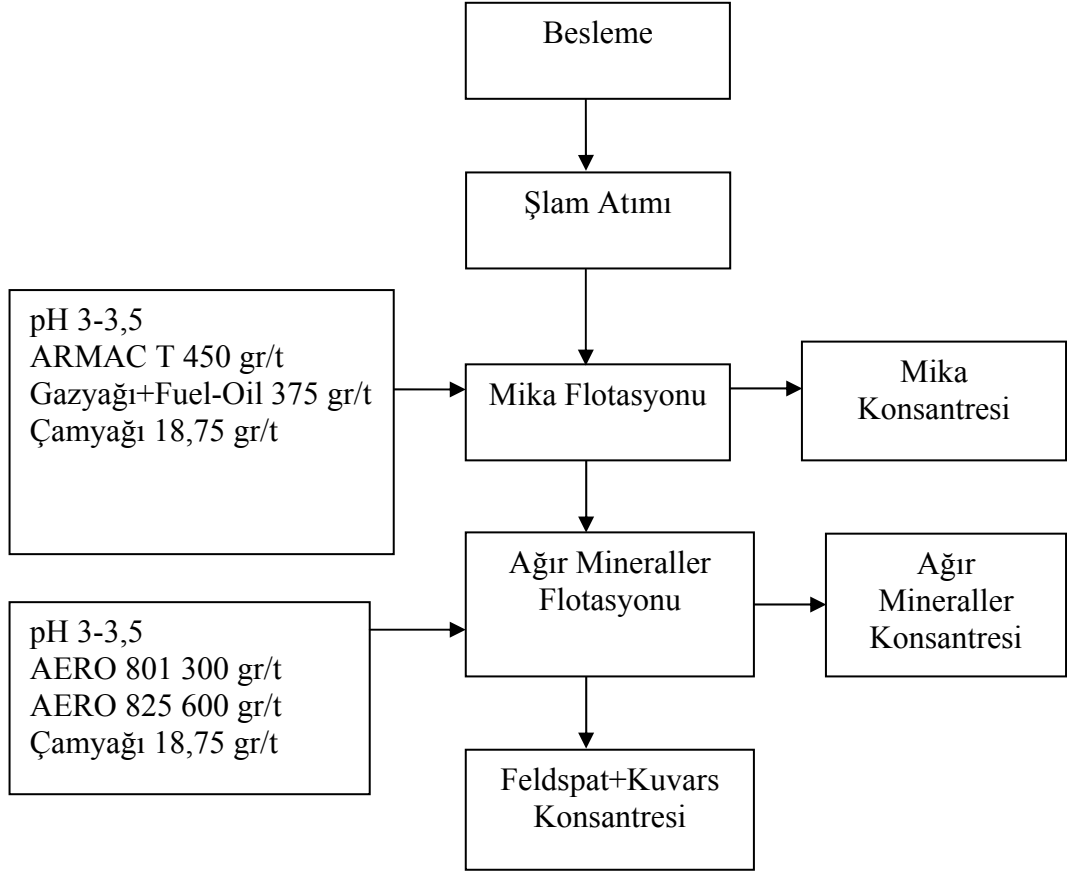 Besleme
Şlam Atımı
pH 3-3,5
ARMAC T 450 gr/t
Gazyağı+Fuel-Oil 375 gr/t
Çamyağı 18,75 gr/t
Mika Flotasyonu
Mika
Konsantresi
Ağır Mineraller
Flotasyonu
Ağır
Mineraller
Konsantresi
pH 3-3,5
AERO 801 300 gr/t
AERO 825 600 gr/t
Çamyağı 18,75 gr/t
Feldspat+Kuvars
Konsantresi